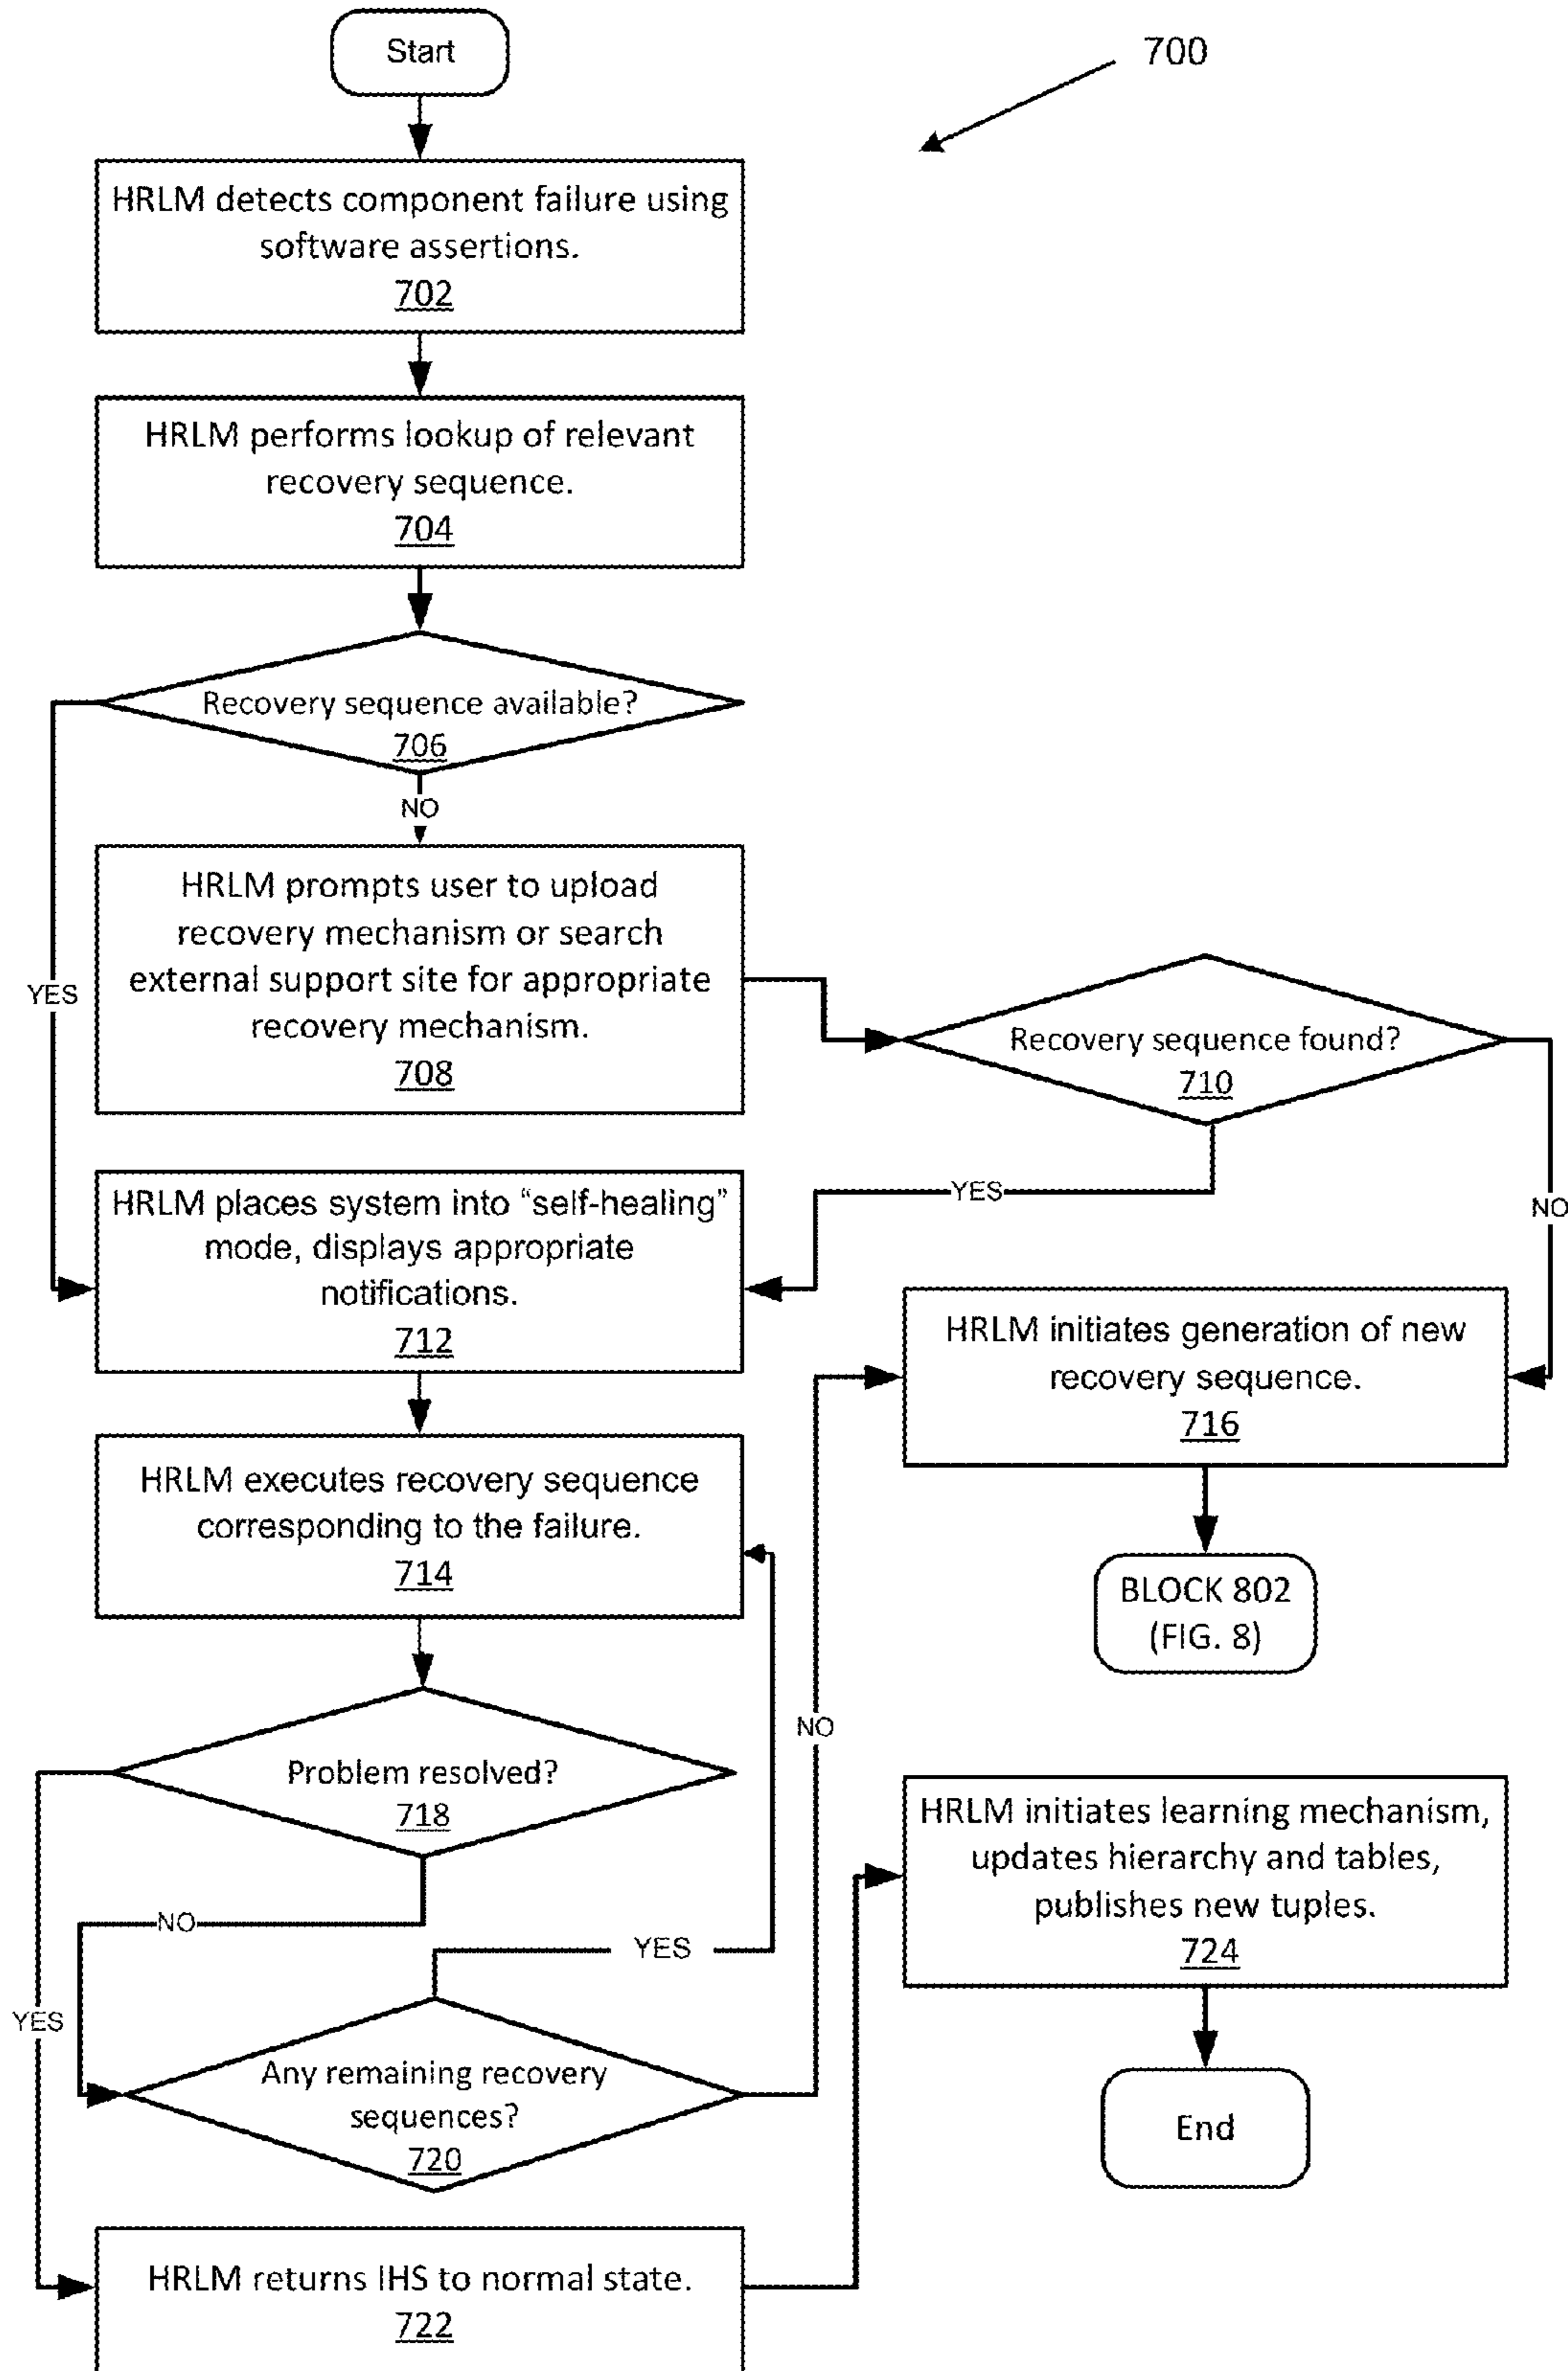 Start
700
HRLM detects component failure using
software assertions.
702
HRLM performs lookup of relevant
recovery sequence.
704
Recovery sequence available?
706
NO
YES
HRLM prompts user to upload
recovery mechanism or search
external support site for appropriate
recovery mechanism.
708
Recovery sequence found?
710
YES
NO
HRLM places system into “self-healing”
mode, displays appropriate
notifications.
712
HRLM initiates generation of new
recovery sequence.
716
BLOCK 802
(FIG. 8)
HRLM executes recovery sequence
corresponding to the failure.
714
Problem resolved?
718
NO
YES
YES
NO
Any remaining recovery
sequences?
720
HRLM returns IHS to normal state.
722
HRLM initiates learning mechanism,
updates hierarchy and tables,
publishes new tuples.
724
End